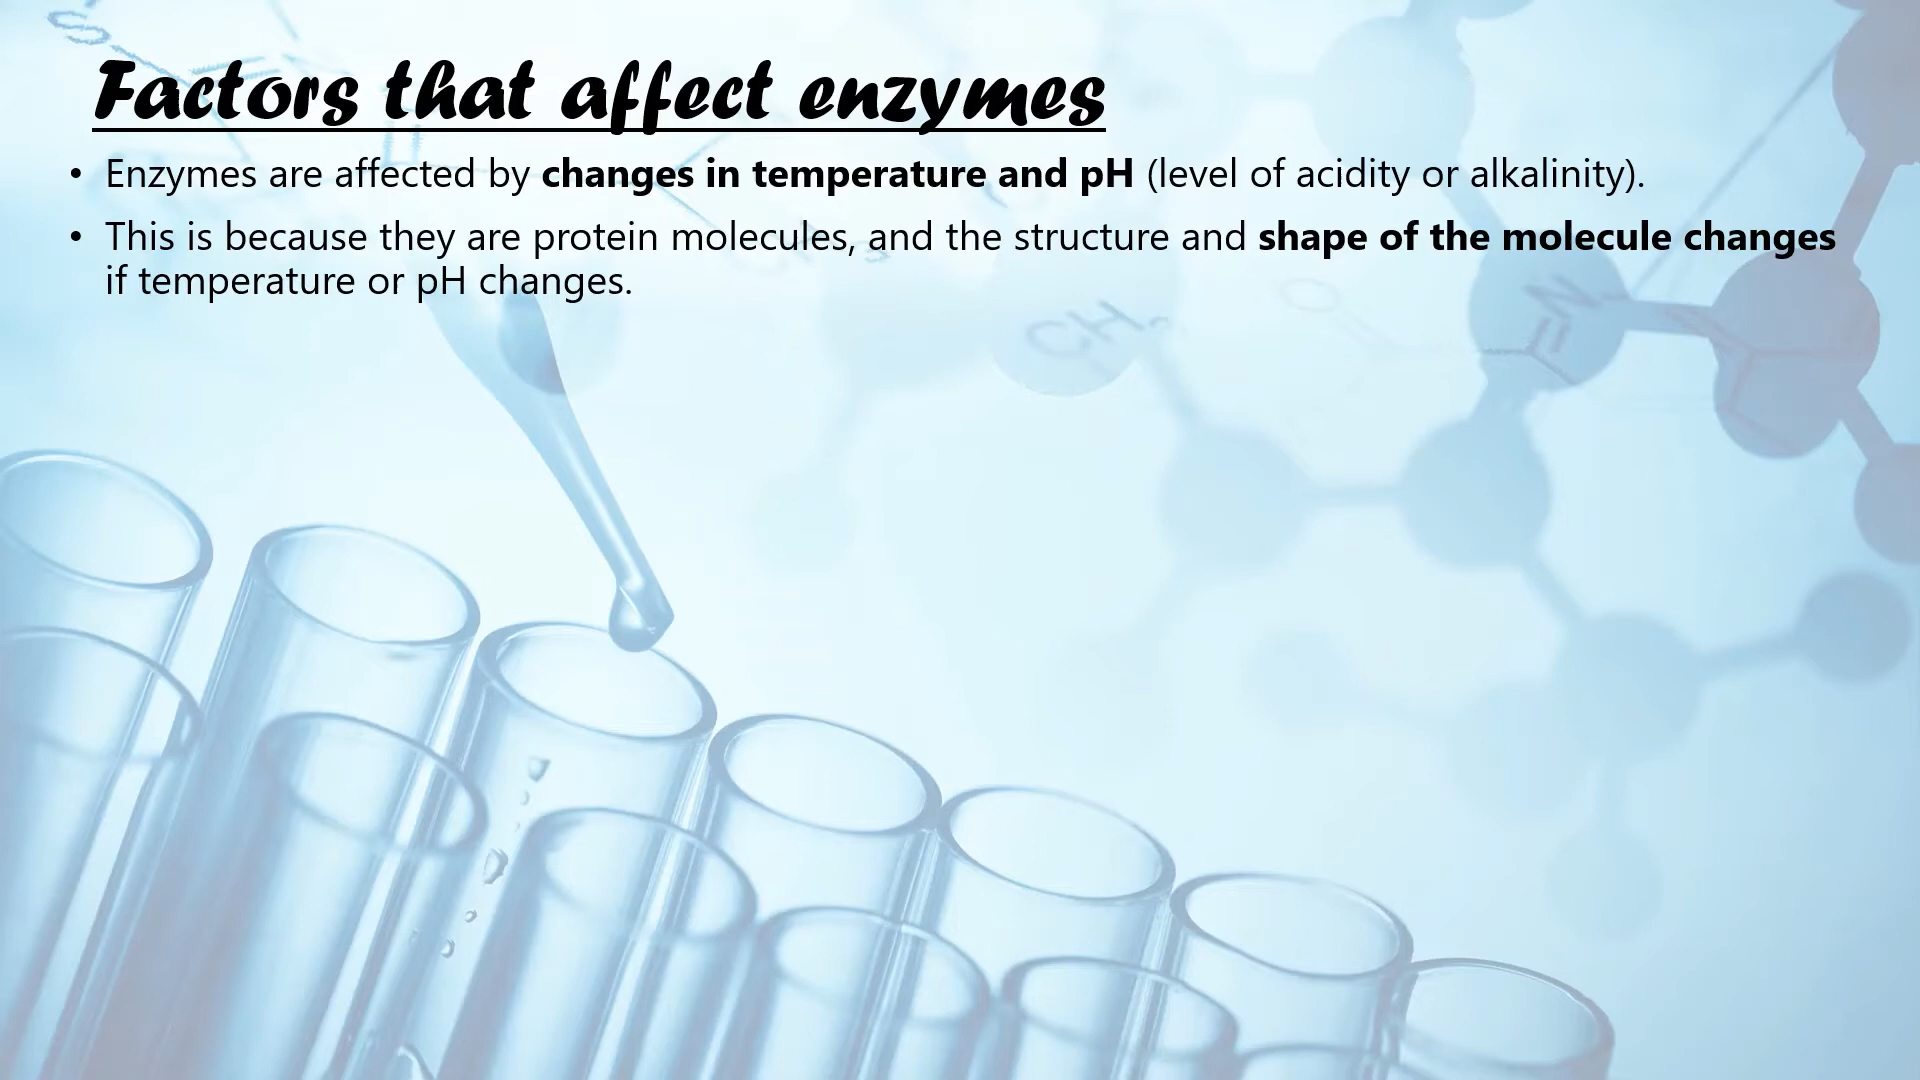 Factors that affect enzymes
• Enzymes are affected by changes in temperature and pH (level of acidity or alkalinity).
• This is because they are protein molecules, and the structure and shape of the molecule changes
if temperature or pH changes.
CH₃
N
O